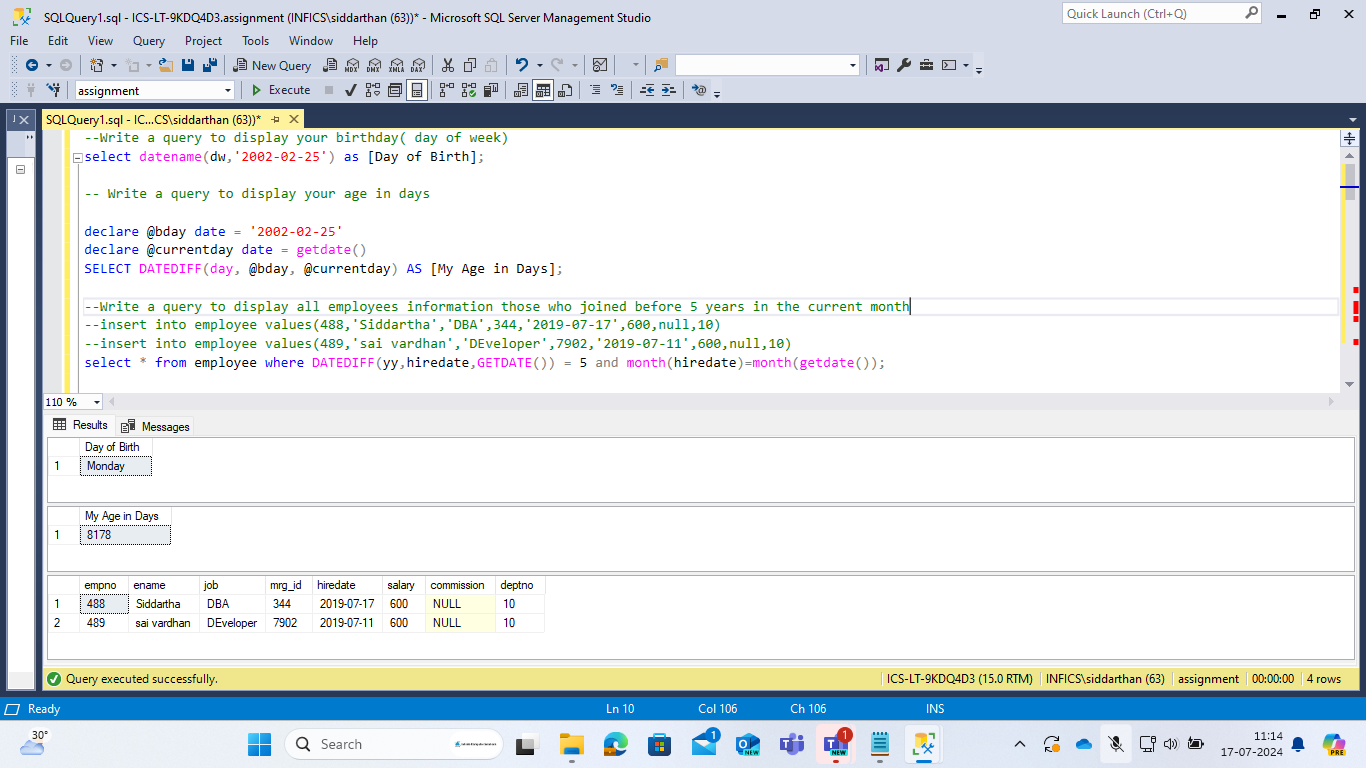 SQLQuery1.sql - ICS-LT-9KDQ4D3.assignment (INFICS\siddarthan (63))* - Microsoft SQL Server Management Studio
Quick Launch (Ctrl+Q)
File Edit View Query Project Tools Window Help
New Query MDX DMX XMLA DAX
assignment Execute
SQLQuery1.sql - IC...CS\siddarthan (63))*
--Write a query to display your birthday( day of week)
select datename(dw,'2002-02-25') as [Day of Birth];
-- Write a query to display your age in days
declare @bday date = '2002-02-25'
declare @currentday date = getdate()
SELECT DATEDIFF(day, @bday, @currentday) AS [My Age in Days];
--Write a query to display all employees information those who joined before 5 years in the current month
--insert into employee values(488,'Siddartha','DBA',344,'2019-07-17',600,null,10)
--insert into employee values(489,'sai vardhan','DEveloper',7902,'2019-07-11',600,null,10)
select * from employee where DATEDIFF(yy,hiredate,GETDATE()) = 5 and month(hiredate)=month(getdate());
110 %
Results Messages
Day of Birth
1 Monday
My Age in Days
1 8178
empno ename job mrg_id hiredate salary commission deptno
1 488 Siddartha DBA 344 2019-07-17 600 NULL 10
2 489 sai vardhan DEveloper 7902 2019-07-11 600 NULL 10
Query executed successfully. ICS-LT-9KDQ4D3 (15.0 RTM) INFICS\siddarthan (63) assignment 00:00:00 4 rows
Ready Ln 10 Col 106 Ch 106 INS
30° Search 1 NEW 1 NEW 11:14 PRE
17-07-2024